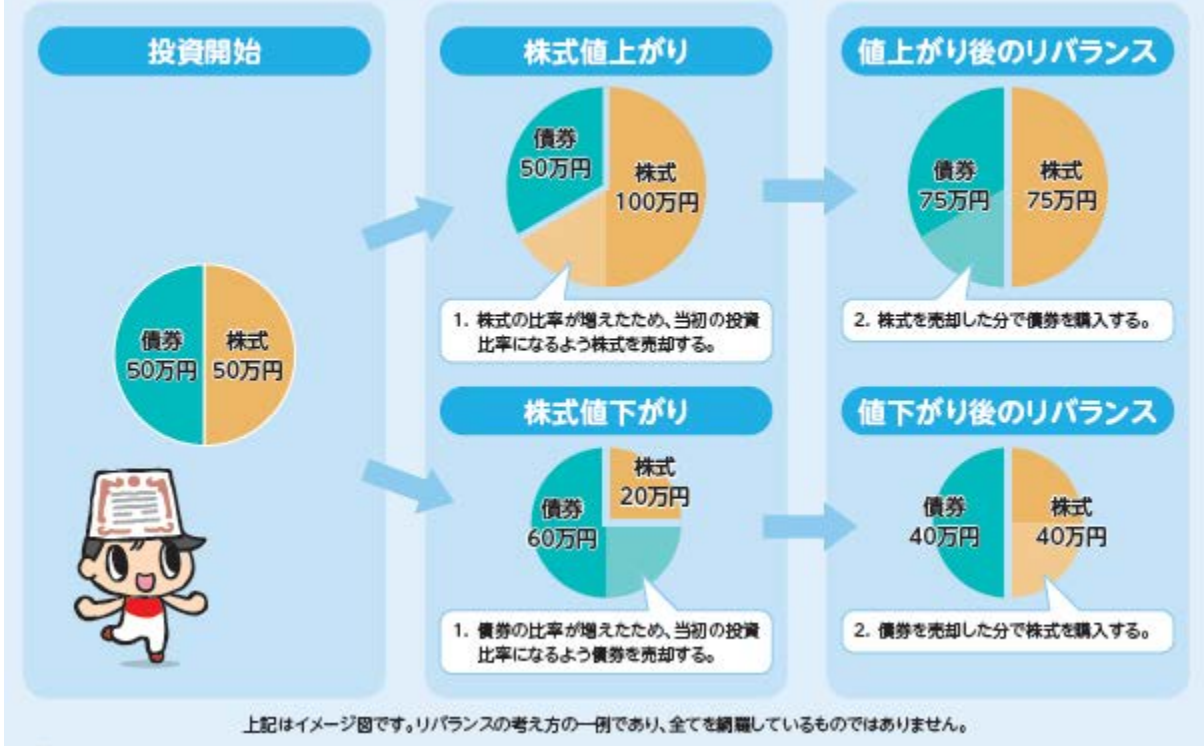 投資開始
債券
50万円
株式
50万円
株式値上がり
債券
50万円
株式
100万円
1. 株式の比率が増えたため、当初の投資
比率になるよう株式を売却する。
値上がり後のリバランス
債券
75万円
株式
75万円
2. 株式を売却した分で債券を購入する。
株式値下がり
債券
60万円
株式
20万円
1. 債券の比率が増えたため、当初の投資
比率になるよう債券を売却する。
値下がり後のリバランス
債券
40万円
株式
40万円
2. 債券を売却した分で株式を購入する。
上記はイメージ図です。リバランスの考え方の一例であり、全てを網羅しているものではありません。